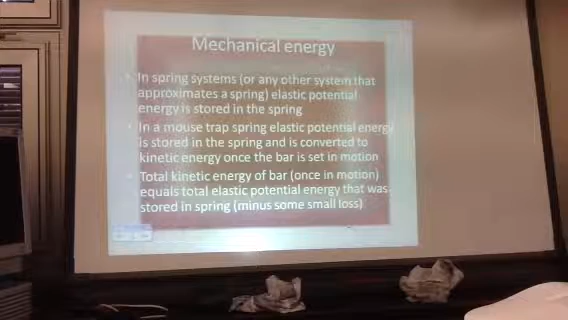 Mechanical energy
• In spring systems (or any other system that
approximates a spring) elastic potential
energy is stored in the spring
• In a mouse trap spring elastic potential energy
is stored in the spring and is converted to
kinetic energy once the bar is set in motion
• Total kinetic energy of bar (once in motion)
equals total elastic potential energy that was
stored in spring (minus some small loss)